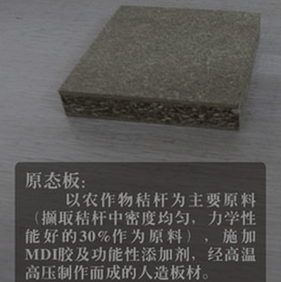 原态板:
以农作物秸杆为主要原料
（撷取秸杆中密度均匀，力学性
能好的30%作为原料），施加
MDI胶及功能性添加剂，经高温
高压制作而成的人造板材。